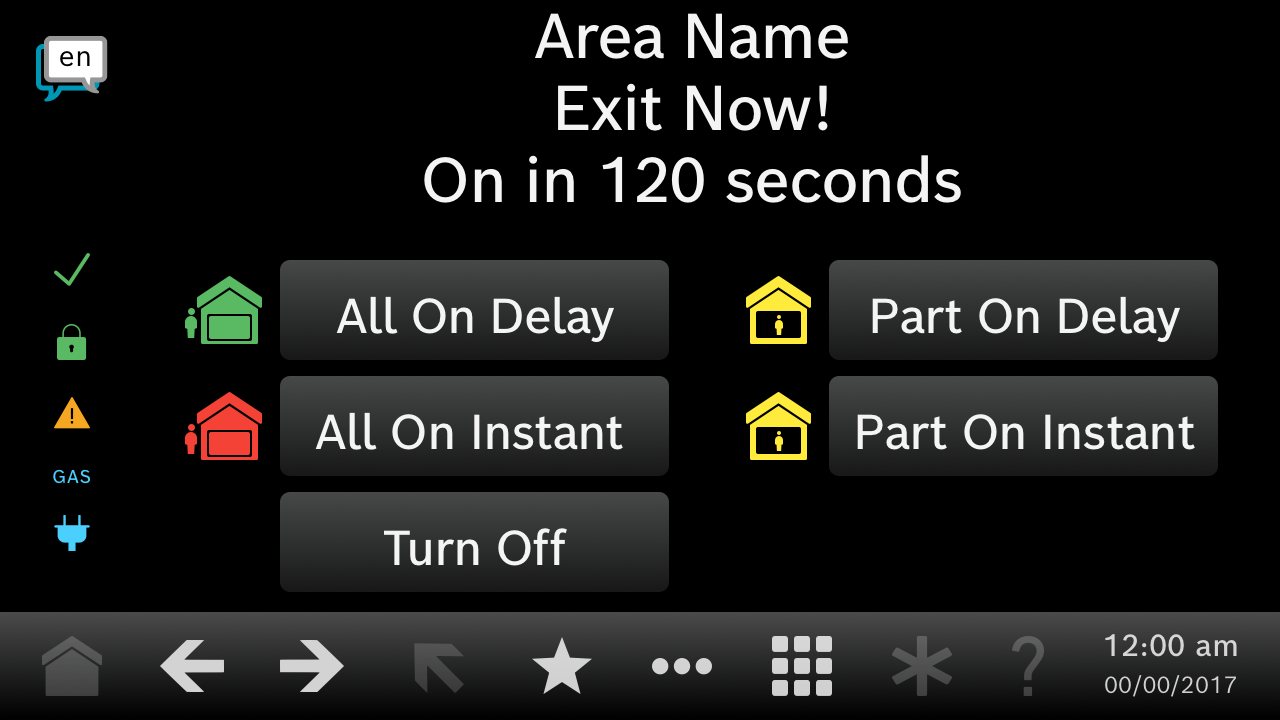 en
Area Name
Exit Now!
On in 120 seconds
All On Delay
Part On Delay
All On Instant
Part On Instant
GAS
Turn Off
12:00 am
00/00/2017